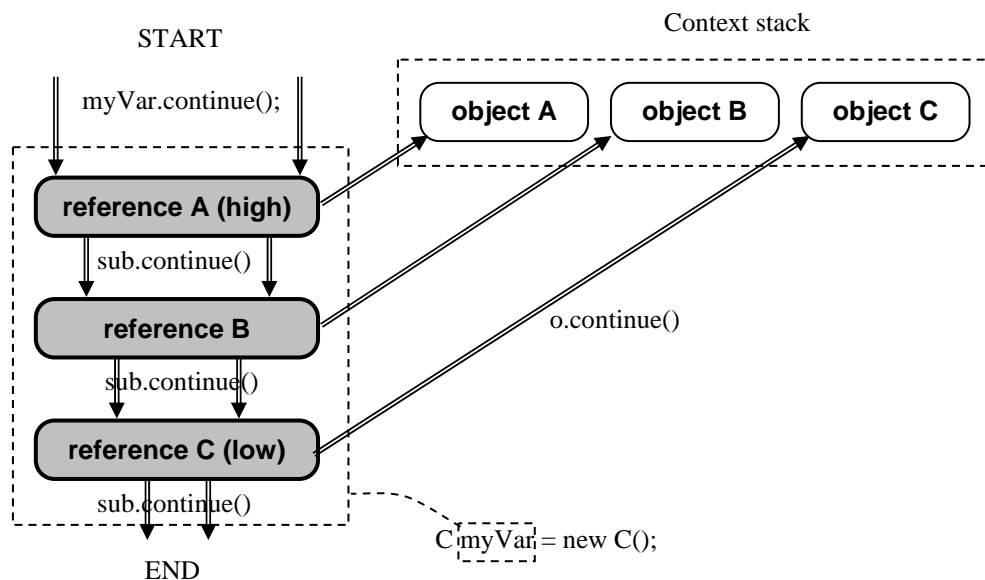 START
Context stack
myVar.continue();
object A
object B
object C
reference A (high)
sub.continue()
reference B
o.continue()
sub.continue()
reference C (low)
sub.continue()
C myVar = new C();
END